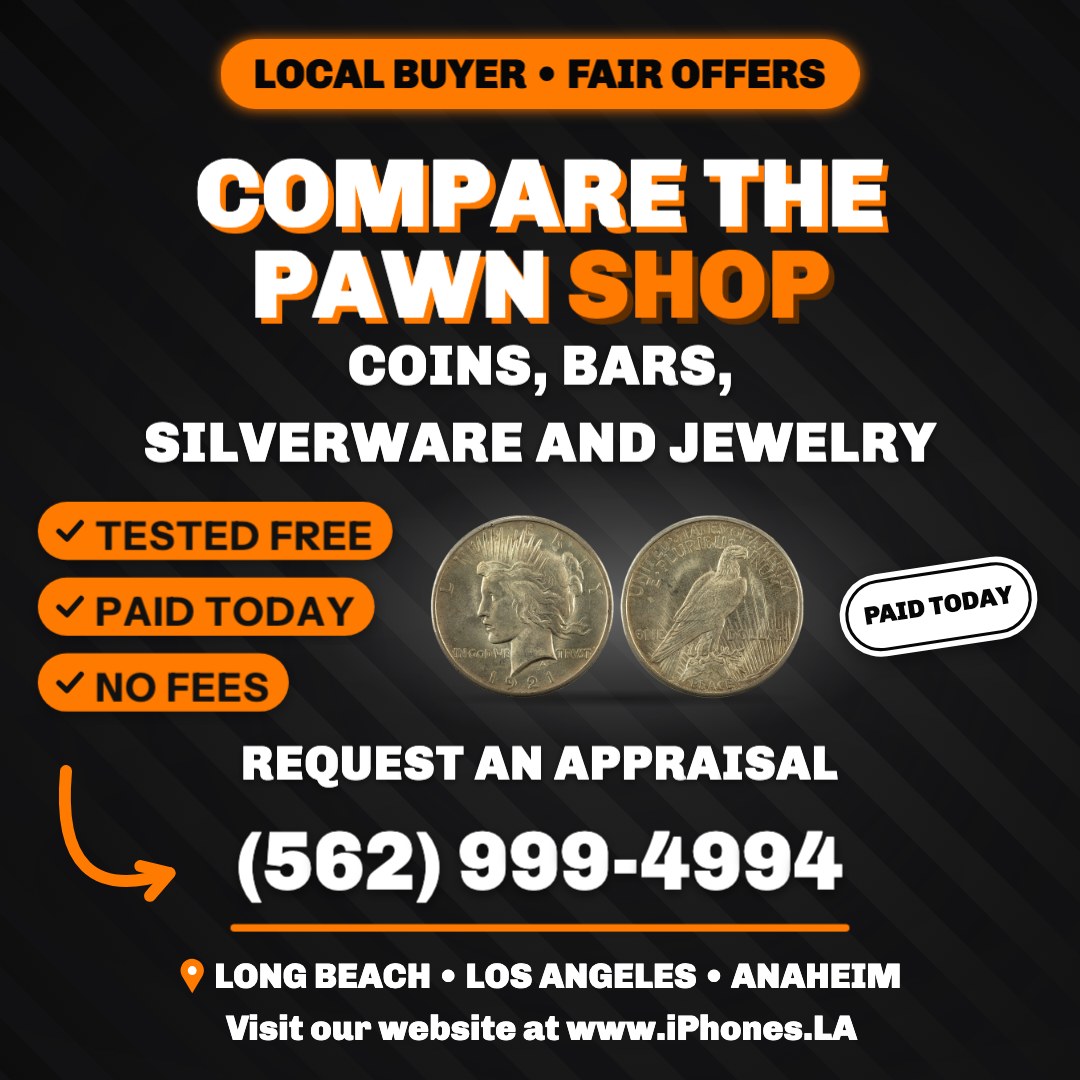 LOCAL BUYER • FAIR OFFERS
COMPARE THE
PAWN SHOP
COINS, BARS,
SILVERWARE AND JEWELRY
TESTED FREE
PAID TODAY
NO FEES
1921
PAID TODAY
REQUEST AN APPRAISAL
(562) 999-4994
LONG BEACH • LOS ANGELES • ANAHEIM
Visit our website at www.iPhones.LA